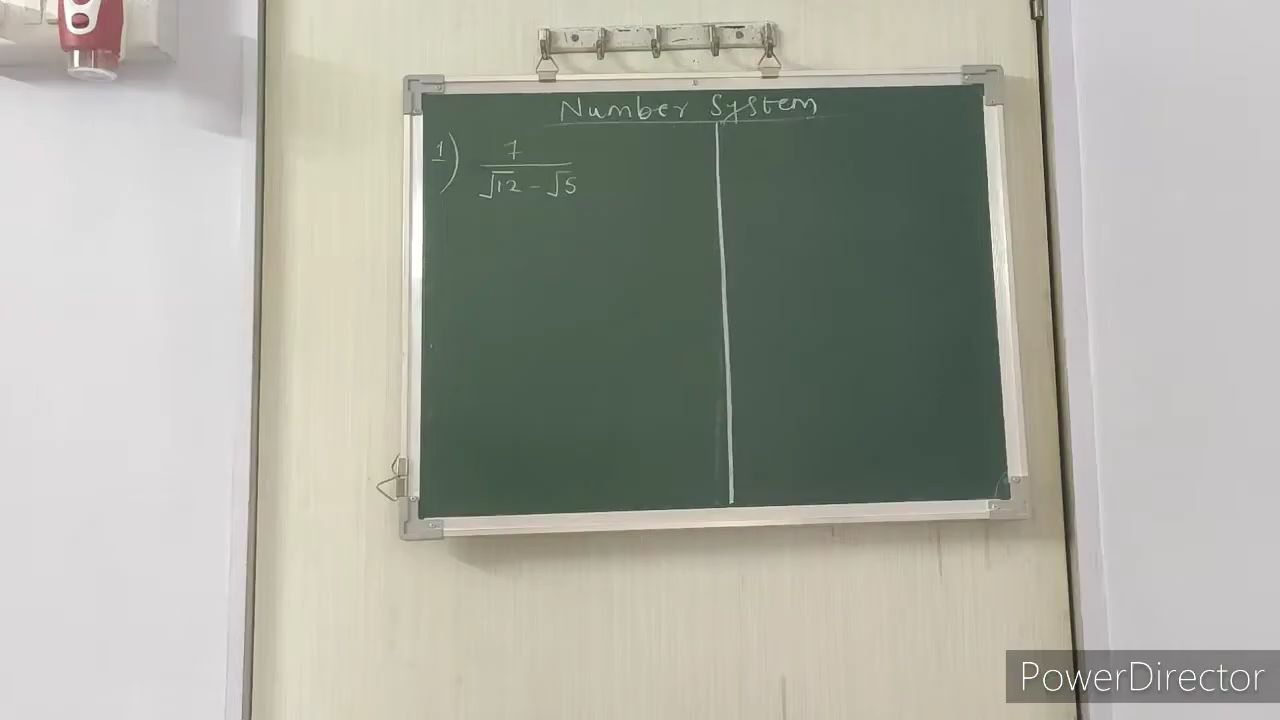 Number System
1) 7
√12 - √5
PowerDirector